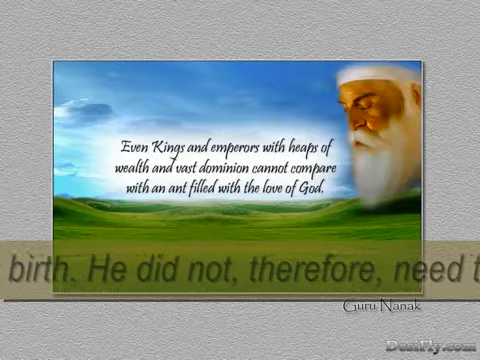 Even Kings and emperors with heaps of
wealth and vast dominion cannot compare
with an ant filled with the love of God.
birth. He did not, therefore, need
Guru Nanak
DesiFly.com